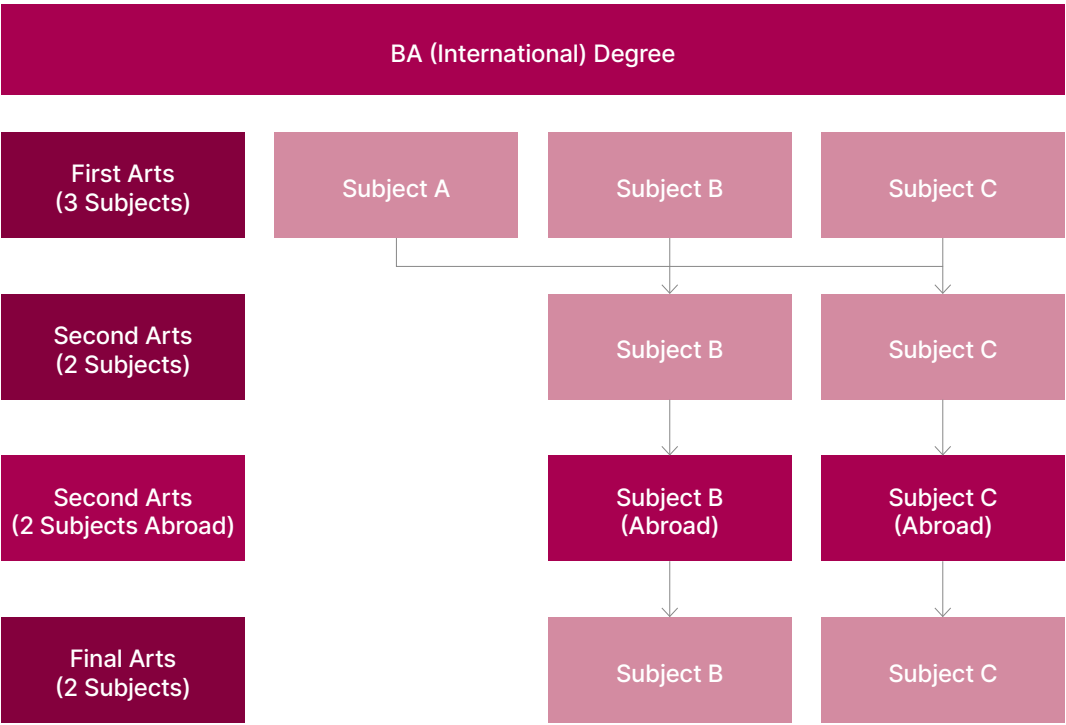 BA (International) Degree
First Arts
(3 Subjects)
Subject A
Subject B
Subject C
Second Arts
(2 Subjects)
Subject B
Subject C
Second Arts
(2 Subjects Abroad)
Subject B
(Abroad)
Subject C
(Abroad)
Final Arts
(2 Subjects)
Subject B
Subject C